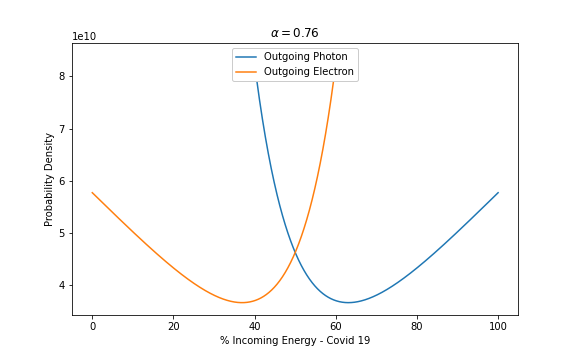 α = 0.76
1e10
Outgoing Photon
Outgoing Electron
8
7
6
5
4
Probability Density
0 20 40 60 80 100
% Incoming Energy - Covid 19